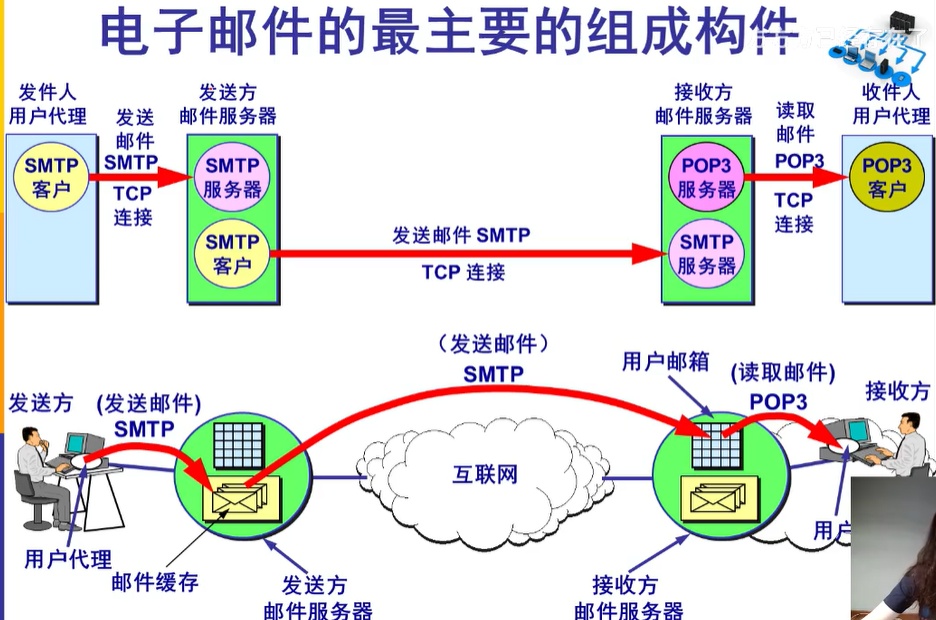 电子邮件的最主要的组成构件
发件人
用户代理
发送
邮件
SMTP
TCP
连接
发送方
邮件服务器
接收方
邮件服务器
读取
邮件
POP3
TCP
连接
收件人
用户代理
SMTP
客户
SMTP
服务器
SMTP
客户
发送邮件 SMTP
TCP 连接
POP3
服务器
SMTP
服务器
POP3
客户
(发送邮件)
SMTP
用户邮箱
(读取邮件)
POP3
接收方
发送方
(发送邮件)
SMTP
互联网
用户代理
邮件缓存
发送方
邮件服务器
接收方
邮件服务器
用户